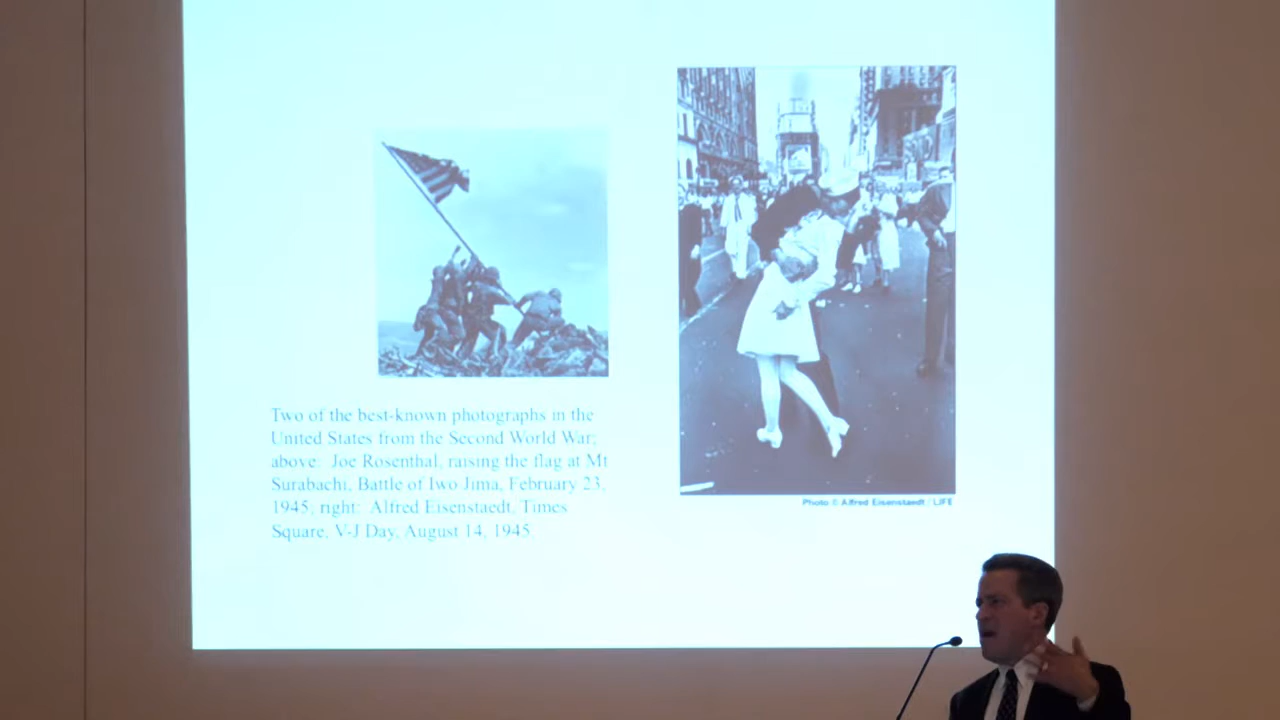 Two of the best-known photographs in the
United States from the Second World War;
above: Joe Rosenthal, raising the flag at Mt
Surabachi, Battle of Iwo Jima, February 23,
1945; right: Alfred Eisenstaedt, Times
Square, V-J Day, August 14, 1945
Photo © Alfred Eisenstaedt / LIFE